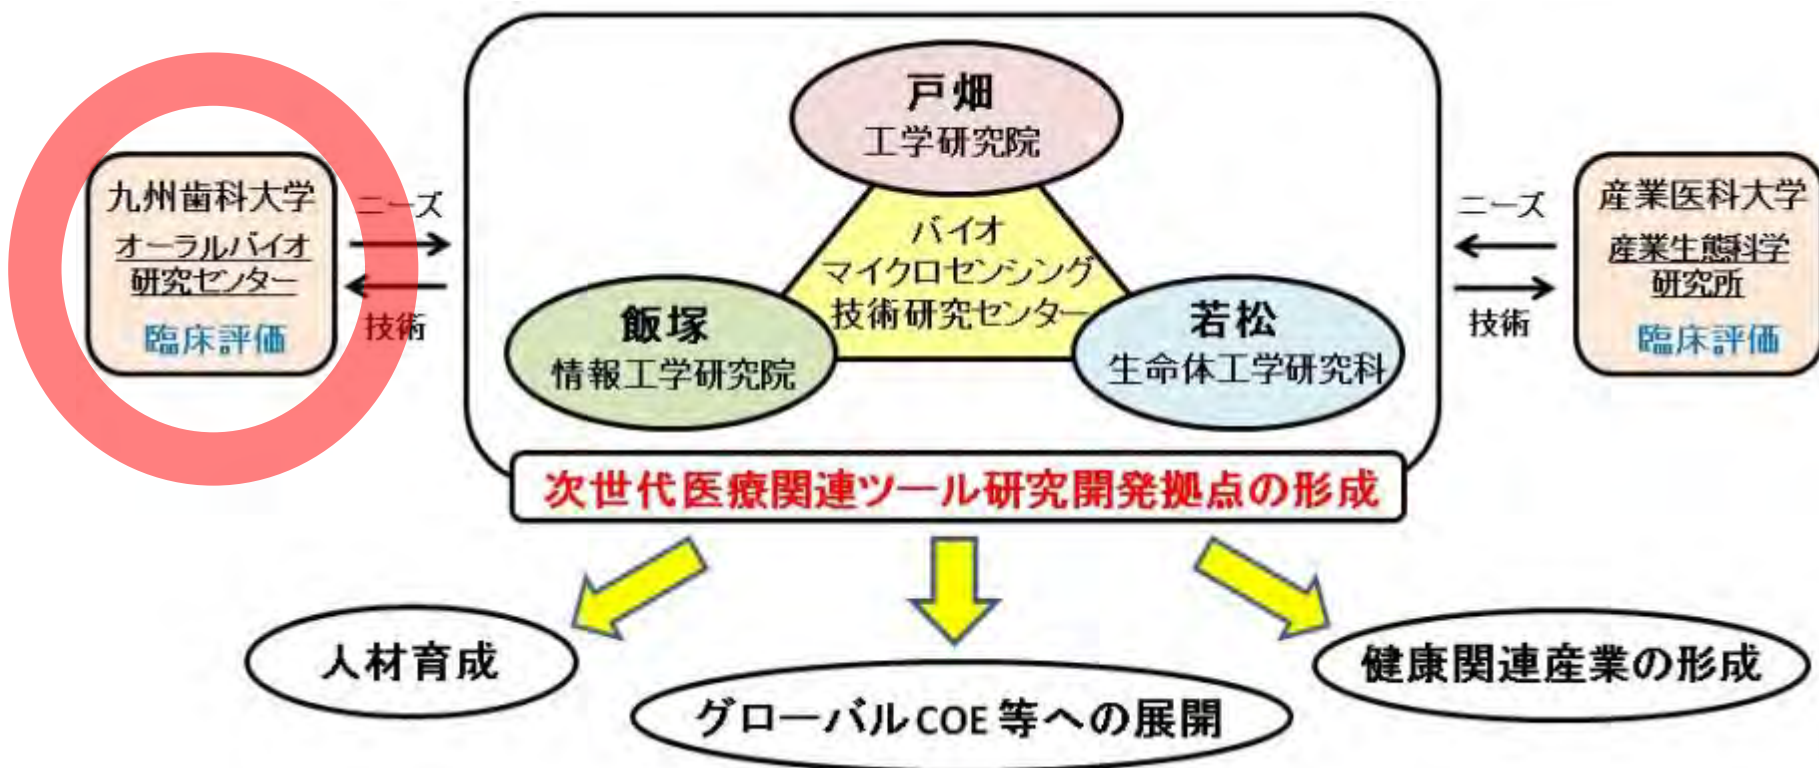 戸畑
工学研究院
九州歯科大学
オーラルバイオ
研究センター
臨床評価
ニーズ
技術
バイオ
マイクロセンシング
技術研究センター
飯塚
情報工学研究院
若松
生命体工学研究科
ニーズ
技術
産業医科大学
産業生態科学
研究所
臨床評価
次世代医療関連ツール研究開発拠点の形成
人材育成
グローバルCOE等への展開
健康関連産業の形成